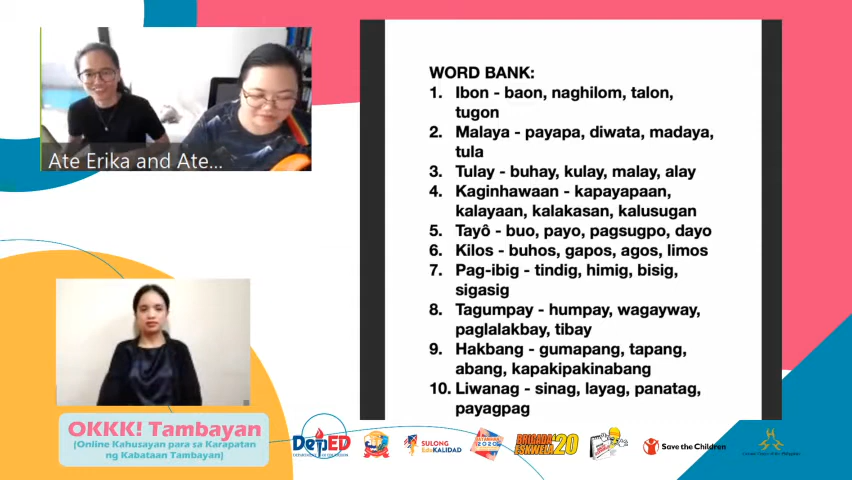 Ate Erika and Ate...
WORD BANK:
1. Ibon - baon, naghilom, talon,
tugon
2. Malaya - payapa, diwata, madaya,
tula
3. Tulay - buhay, kulay, malay, alay
4. Kaginhawaan - kapayapaan,
kalayaan, kalakasan, kalusugan
5. Tayô - buo, payo, pagsugpo, dayo
6. Kilos - buhos, gapos, agos, limos
7. Pag-ibig - tindig, himig, bisig,
sigasig
8. Tagumpay - humpay, wagayway,
paglalakbay, tibay
9. Hakbang - gumapang, tapang,
abang, kapakipakinabang
10. Liwanag - sinag, layag, panatag,
payagpag
OKKK! Tambayan
(Online Kahusayan para sa Karapatan
ng Kabataan Tambayan)
DepED
SULONG
EduKALIDAD
BRIGADA
ESKWELA '20
Save the Children